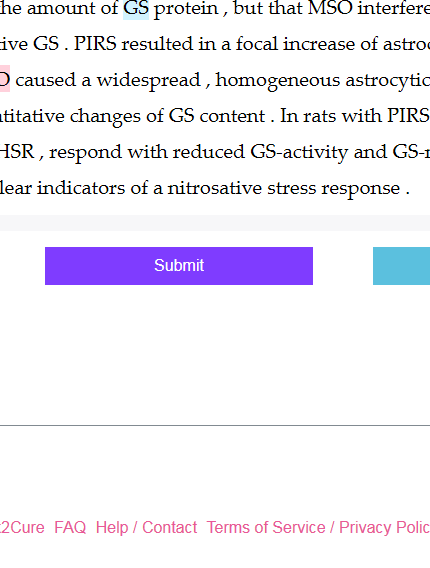 he amount of GS protein , but that MSO interfere
ive GS . PIRS resulted in a focal increase of astroc
O caused a widespread , homogeneous astrocytic
ntitative changes of GS content . In rats with PIRS
HSR , respond with reduced GS-activity and GS-
lear indicators of a nitrosative stress response .
Submit
2Cure FAQ Help / Contact Terms of Service / Privacy Polic